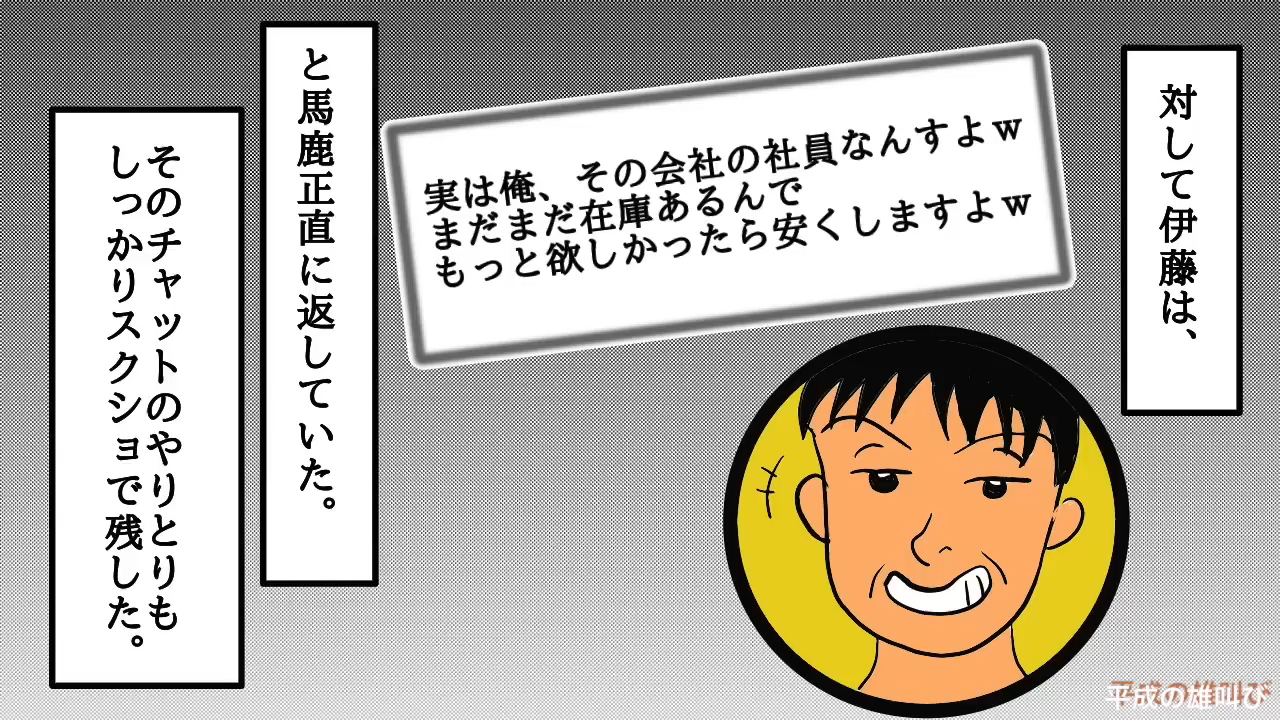 対して伊藤は、
実は俺、その会社の社員なんすよｗ
まだまだ在庫あるんで
もっと欲しかったら安くしますよｗ
と馬鹿正直に返していた。
そのチャットのやりとりも
しっかりスクショで残した。
平成の雄叫び